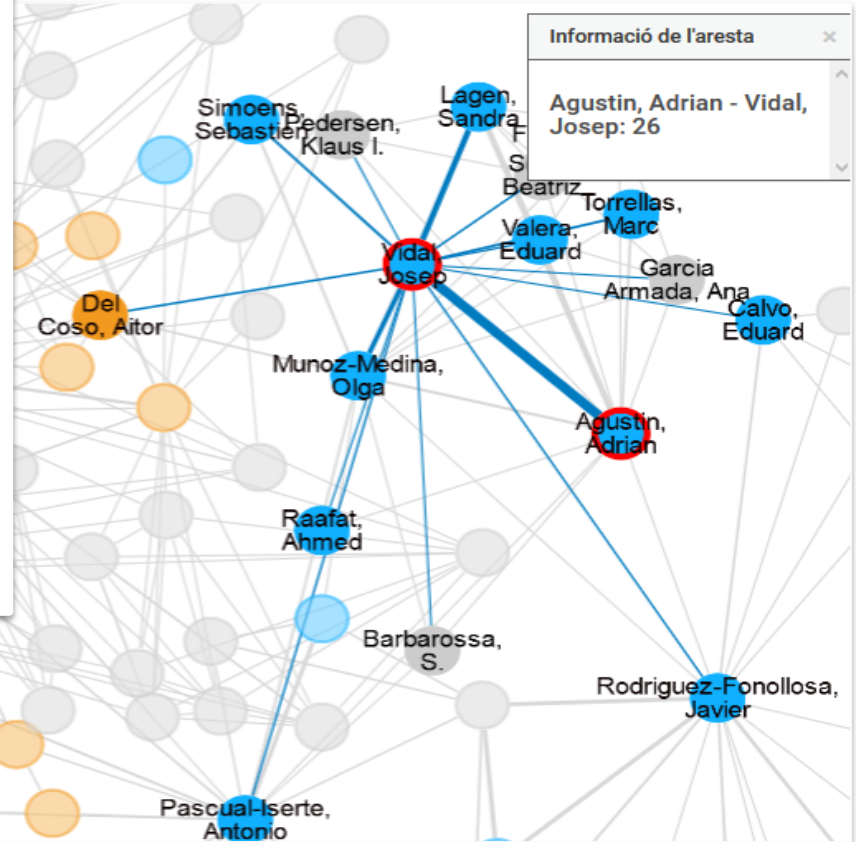 Informació de l'aresta ×
Agustin, Adrian - Vidal,
Josep: 26
Simoens,
Sebastien
Pedersen,
Klaus I.
Lagen,
Sandra
F
S
Beatriz
Torrellas,
Marc
Valera,
Eduard
Vidal,
Josep
Garcia
Armada, Ana
Calvo,
Eduard
Del
Coso, Aitor
Munoz-Medina,
Olga
Agustin,
Adrian
Raafat,
Ahmed
Barbarossa,
S.
Rodriguez-Fonollosa,
Javier
Pascual-Iserte,
Antonio